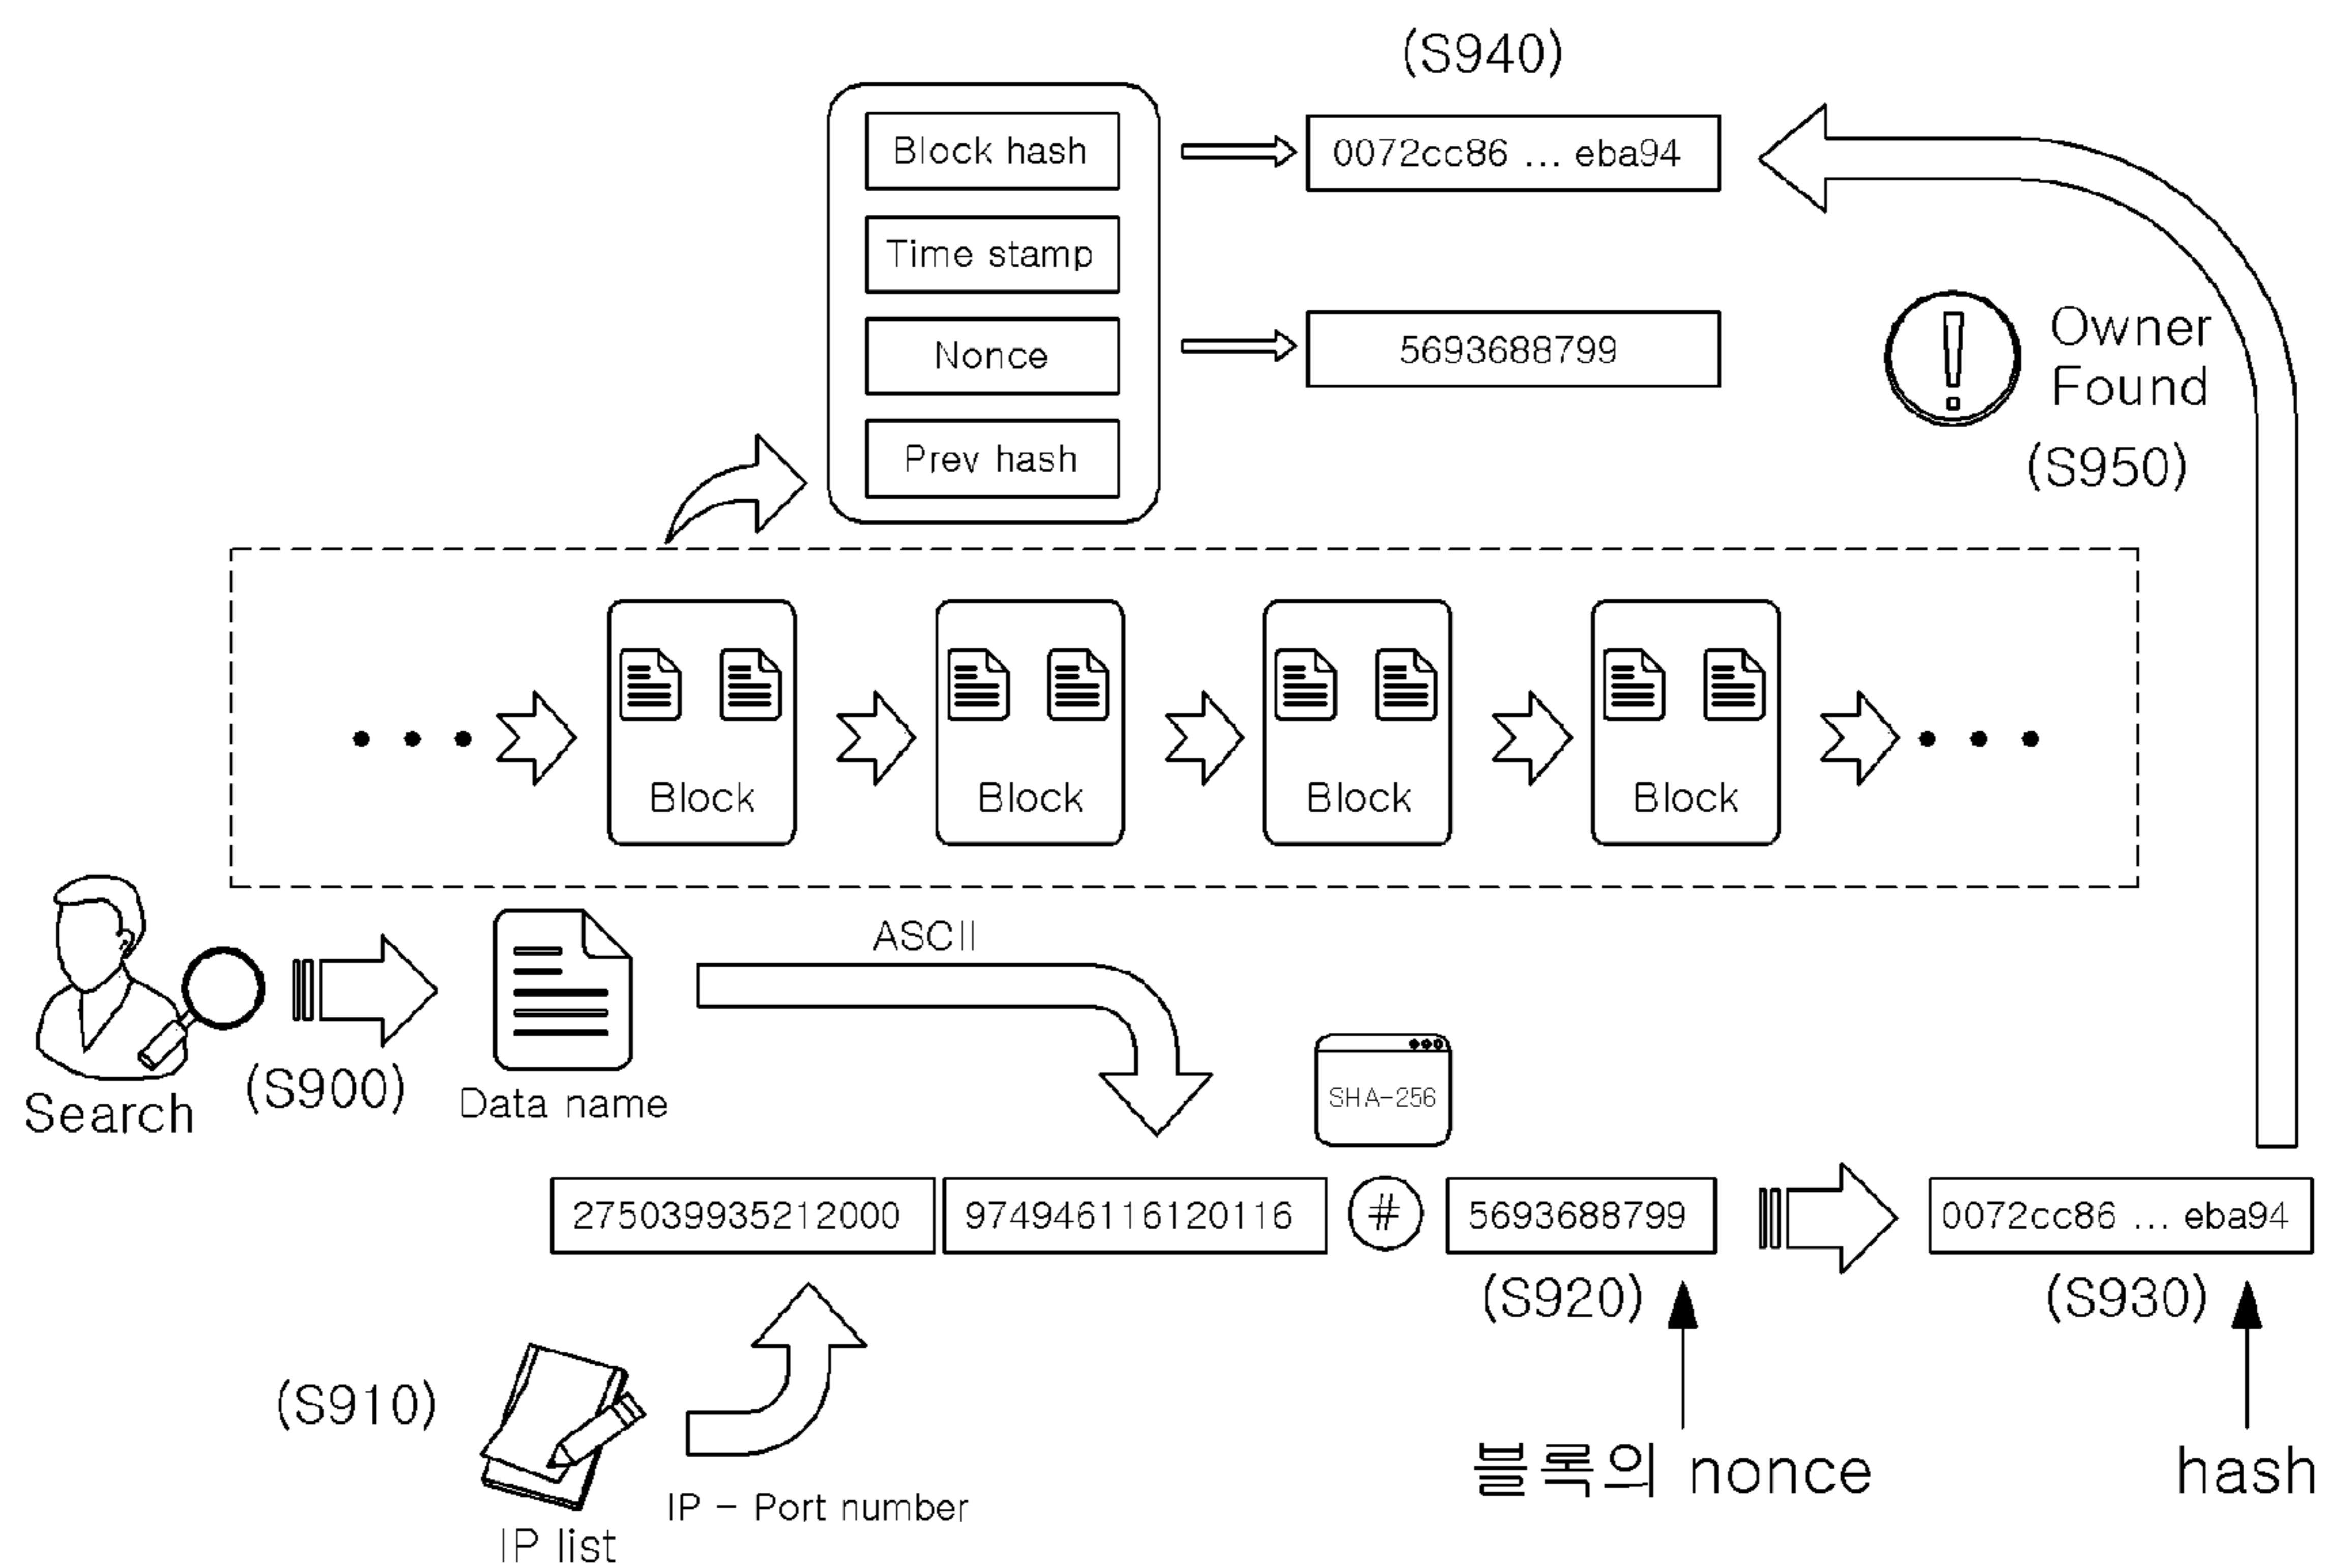 (S940)
Block hash
0072cc86 ... eba94
Time stamp
Nonce
5693688799
Prev hash
Owner
Found
(S950)
Block
Block
Block
Block
ASCII
Search
(S900)
Data name
SHA-256
275039935212000
974946116120116
#
5693688799
0072cc86 ... eba94
(S920)
(S930)
(S910)
IP list
IP - Port number
블록의 nonce
hash